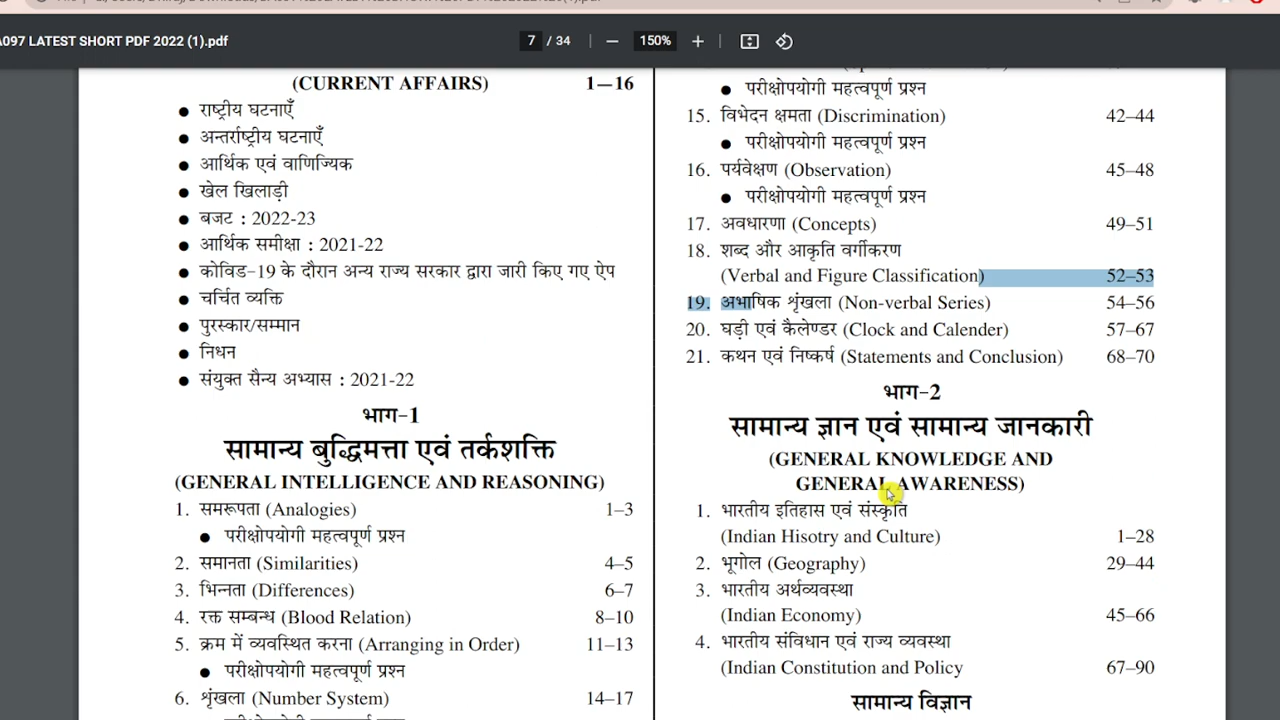 A097 LATEST SHORT PDF 2022 (1).pdf
7 / 34
150%
(CURRENT AFFAIRS) 1—16
● राष्ट्रीय घटनाएँ
● अन्तर्राष्ट्रीय घटनाएँ
● आर्थिक एवं वाणिज्यिक
● खेल खिलाड़ी
● बजट : 2022-23
● आर्थिक समीक्षा : 2021-22
● कोविड-19 के दौरान अन्य राज्य सरकार द्वारा जारी किए गए ऐप
● चर्चित व्यक्ति
● पुरस्कार/सम्मान
● निधन
● संयुक्त सैन्य अभ्यास : 2021-22
भाग-1
सामान्य बुद्धिमत्ता एवं तर्कशक्ति
(GENERAL INTELLIGENCE AND REASONING)
1. समरूपता (Analogies) 1–3
● परीक्षोपयोगी महत्वपूर्ण प्रश्न
2. समानता (Similarities) 4–5
3. भिन्नता (Differences) 6–7
4. रक्त सम्बन्ध (Blood Relation) 8–10
5. क्रम में व्यवस्थित करना (Arranging in Order) 11–13
● परीक्षोपयोगी महत्वपूर्ण प्रश्न
6. शृंखला (Number System) 14–17
● परीक्षोपयोगी महत्वपूर्ण प्रश्न
15. विभेदन क्षमता (Discrimination) 42–44
● परीक्षोपयोगी महत्वपूर्ण प्रश्न
16. पर्यवेक्षण (Observation) 45–48
● परीक्षोपयोगी महत्वपूर्ण प्रश्न
17. अवधारणा (Concepts) 49–51
18. शब्द और आकृति वर्गीकरण
(Verbal and Figure Classification) 52–53
19. अभाषिक शृंखला (Non-verbal Series) 54–56
20. घड़ी एवं कैलेण्डर (Clock and Calender) 57–67
21. कथन एवं निष्कर्ष (Statements and Conclusion) 68–70
भाग-2
सामान्य ज्ञान एवं सामान्य जानकारी
(GENERAL KNOWLEDGE AND
GENERAL AWARENESS)
1. भारतीय इतिहास एवं संस्कृति
(Indian Hisotry and Culture) 1–28
2. भूगोल (Geography) 29–44
3. भारतीय अर्थव्यवस्था
(Indian Economy) 45–66
4. भारतीय संविधान एवं राज्य व्यवस्था
(Indian Constitution and Policy 67–90
सामान्य विज्ञान